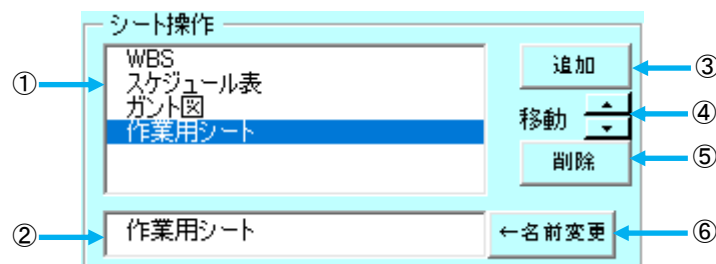 シート操作
① WBS
スケジュール表
ガント図
作業用シート
追加 ③
移動 ④
削除 ⑤
② 作業用シート ←名前変更 ⑥